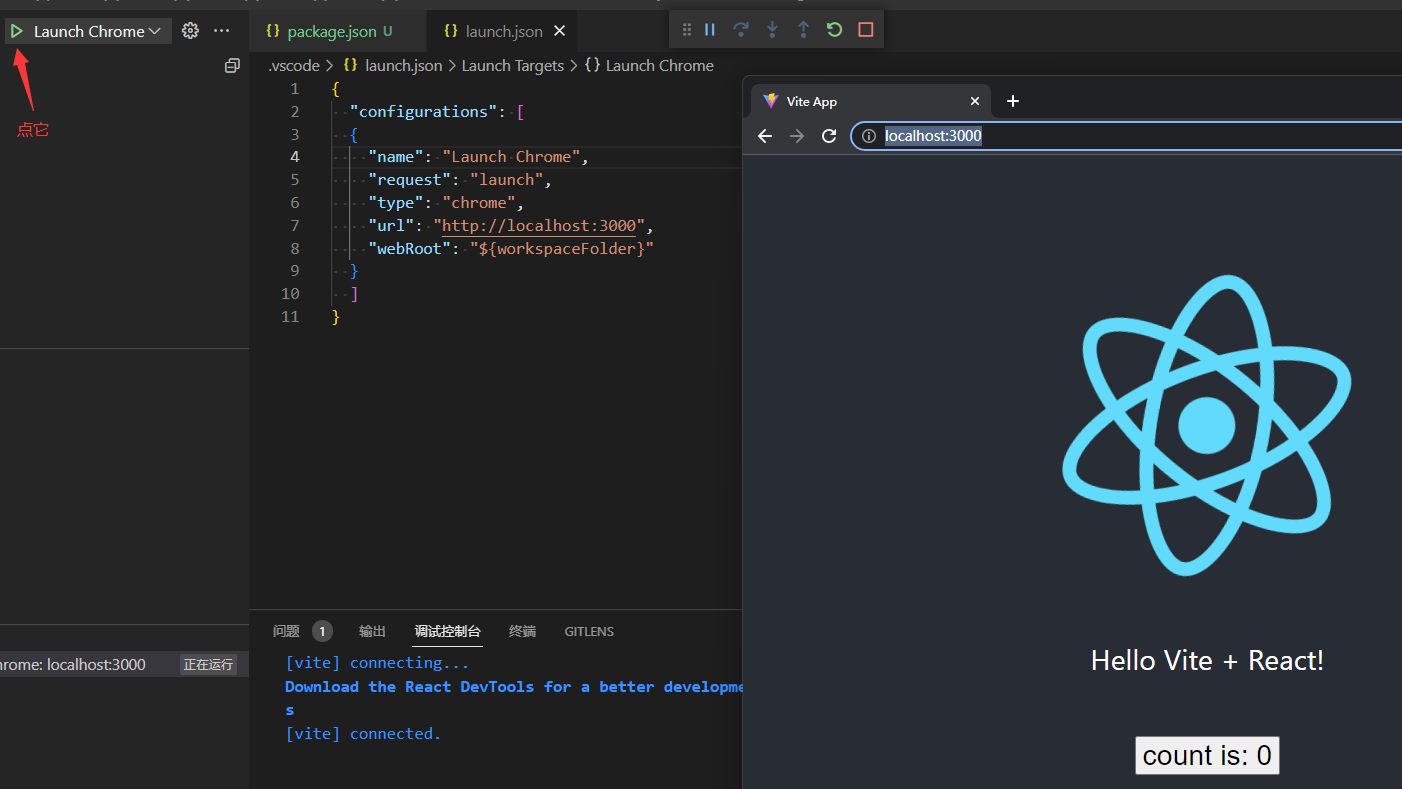 Launch Chrome
点它
package.json U
launch.json
.vscode > launch.json > Launch Targets > {} Launch Chrome
1 {
2 "configurations": [
3 {
4 "name": "Launch Chrome",
5 "request": "launch",
6 "type": "chrome",
7 "url": "http://localhost:3000",
8 "webRoot": "${workspaceFolder}"
9 }
10 ]
11 }
Vite App
localhost:3000
Hello Vite + React!
count is: 0
问题 1 输出 调试控制台 终端 GITLENS
hrome: localhost:3000 正在运行
[vite] connecting...
Download the React DevTools for a better developme
s
[vite] connected.